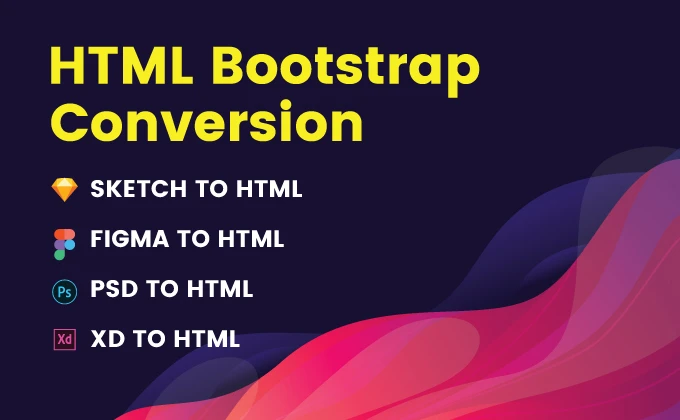 HTML Bootstrap
Conversion
SKETCH TO HTML
FIGMA TO HTML
Ps PSD TO HTML
Xd XD TO HTML